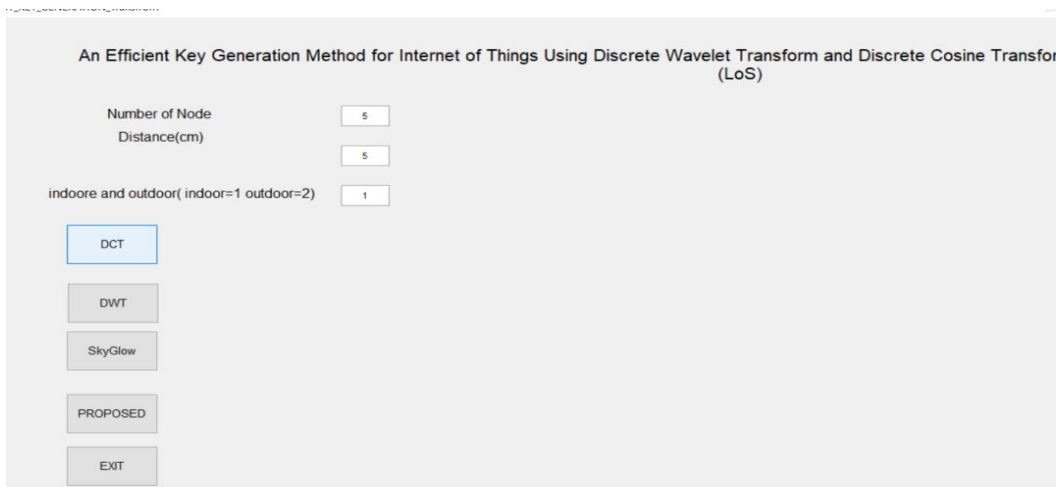 An Efficient Key Generation Method for Internet of Things Using Discrete Wavelet Transform and Discrete Cosine Transfor
(LoS)
Number of Node 5
Distance(cm)
5
indoore and outdoor( indoor=1 outdoor=2) 1
DCT
DWT
SkyGlow
PROPOSED
EXIT